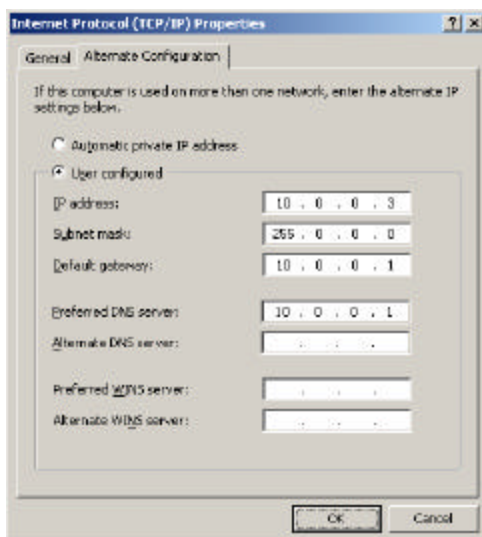 Internet Protocol (TCP/IP) Properties
General Alternate Configuration
If this computer is used on more than one network, enter the alternate IP
settings below.
Automatic private IP address
User configured
IP address: 10 . 0 . 0 . 3
Subnet mask: 255 . 0 . 0 . 0
Default gateway: 10 . 0 . 0 . 1
Preferred DNS server: 10 . 0 . 0 . 1
Alternate DNS server: . . .
Preferred WINS server: . . .
Alternate WINS server: . . .
OK Cancel